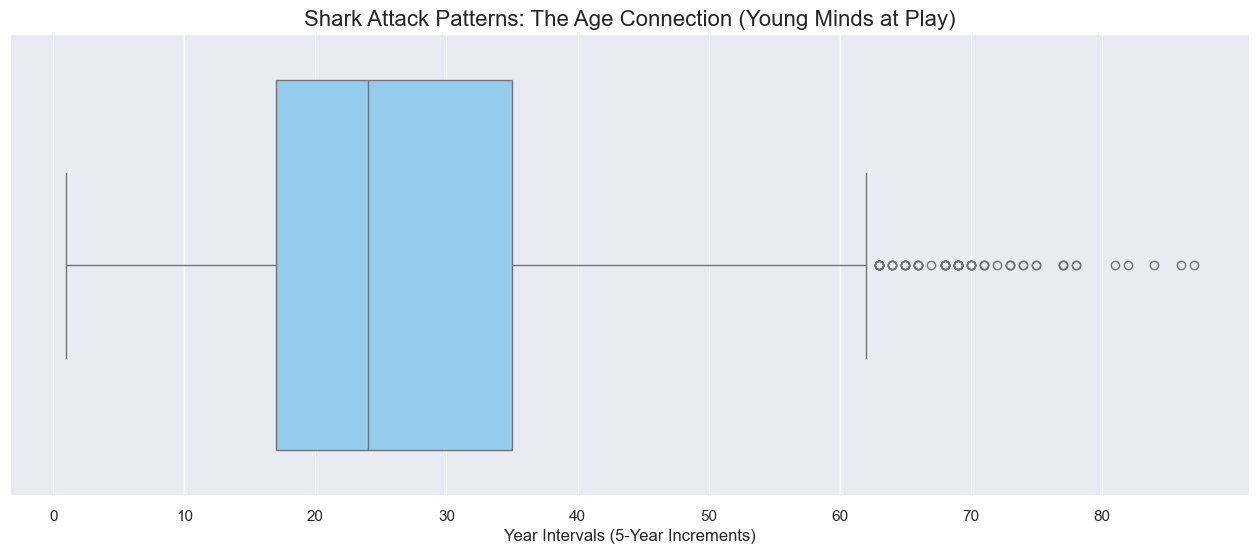 Shark Attack Patterns: The Age Connection (Young Minds at Play)
0 10 20 30 40 50 60 70 80
Year Intervals (5-Year Increments)